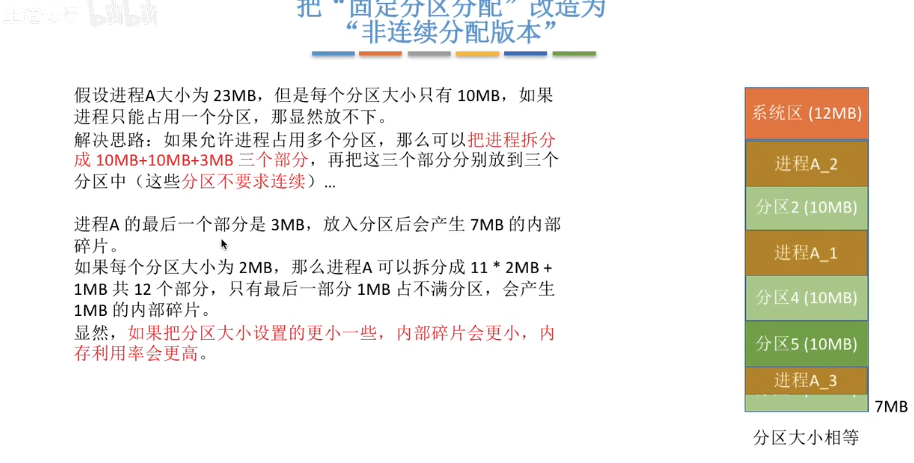 把“固定分区分配”改造为
“非连续分配版本”
假设进程A大小为 23MB，但是每个分区大小只有 10MB，如果
进程只能占用一个分区，那显然放不下。
解决思路：如果允许进程占用多个分区，那么可以把进程拆分
成 10MB+10MB+3MB 三个部分，再把这三个部分分别放到三个
分区中（这些分区不要求连续）…
进程A 的最后一个部分是 3MB，放入分区后会产生 7MB 的内部
碎片。
如果每个分区大小为 2MB，那么进程A 可以拆分成 11 * 2MB +
1MB 共 12 个部分，只有最后一部分 1MB 占不满分区，会产生
1MB 的内部碎片。
显然，如果把分区大小设置的更小一些，内部碎片会更小，内
存利用率会更高。
系统区 (12MB)
进程A_2
分区2 (10MB)
进程A_1
分区4 (10MB)
分区5 (10MB)
进程A_3
7MB
分区大小相等